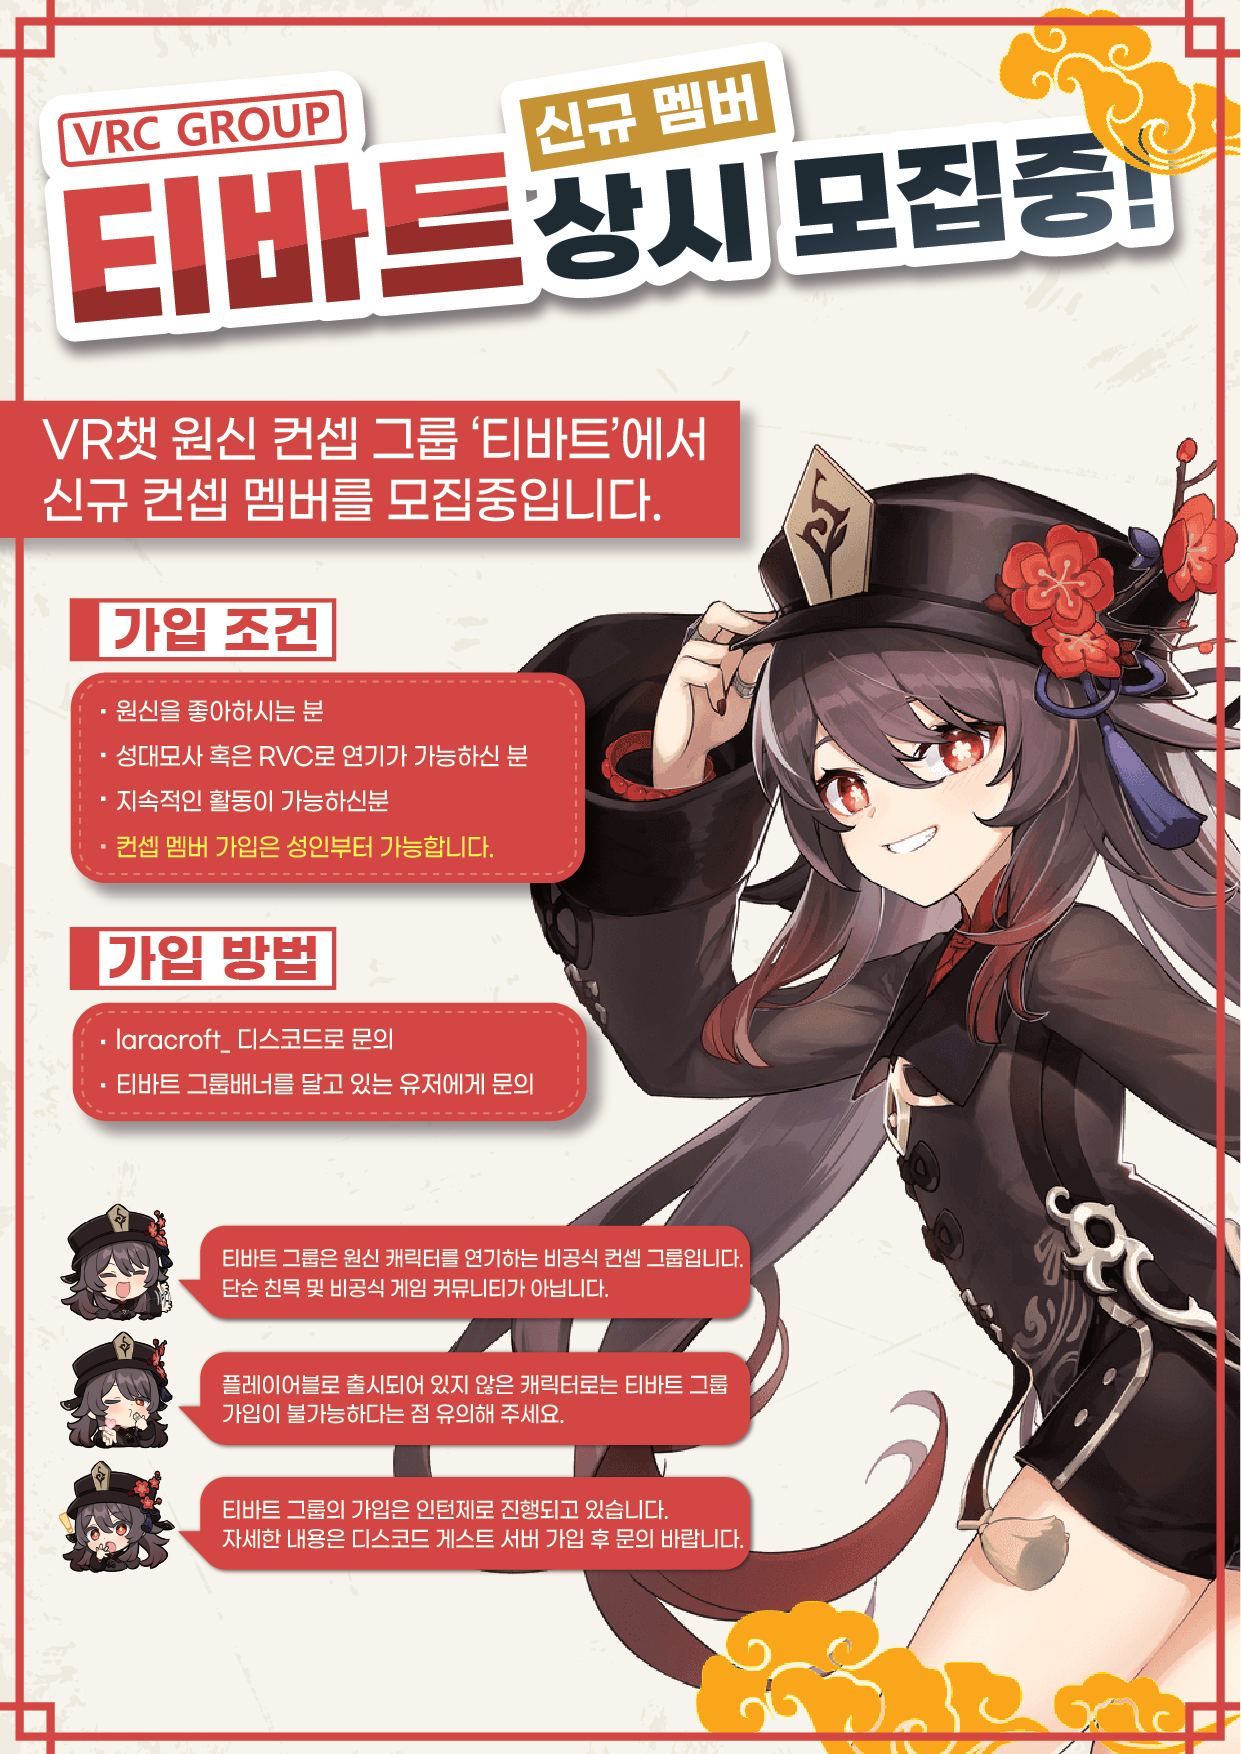 VRC GROUP
신규 멤버
티바트 상시 모집중!
VR챗 원신 컨셉 그룹 ‘티바트’에서
신규 컨셉 멤버를 모집중입니다.
가입 조건
· 원신을 좋아하시는 분
· 성대모사 혹은 RVC로 연기가 가능하신 분
· 지속적인 활동이 가능하신분
· 컨셉 멤버 가입은 성인부터 가능합니다.
가입 방법
· laracroft_ 디스코드로 문의
· 티바트 그룹배너를 달고 있는 유저에게 문의
티바트 그룹은 원신 캐릭터를 연기하는 비공식 컨셉 그룹입니다.
단순 친목 및 비공식 게임 커뮤니티가 아닙니다.
플레이어블로 출시되어 있지 않은 캐릭터로는 티바트 그룹
가입이 불가능하다는 점 유의해 주세요.
티바트 그룹의 가입은 인턴제로 진행되고 있습니다.
자세한 내용은 디스코드 게스트 서버 가입 후 문의 바랍니다.